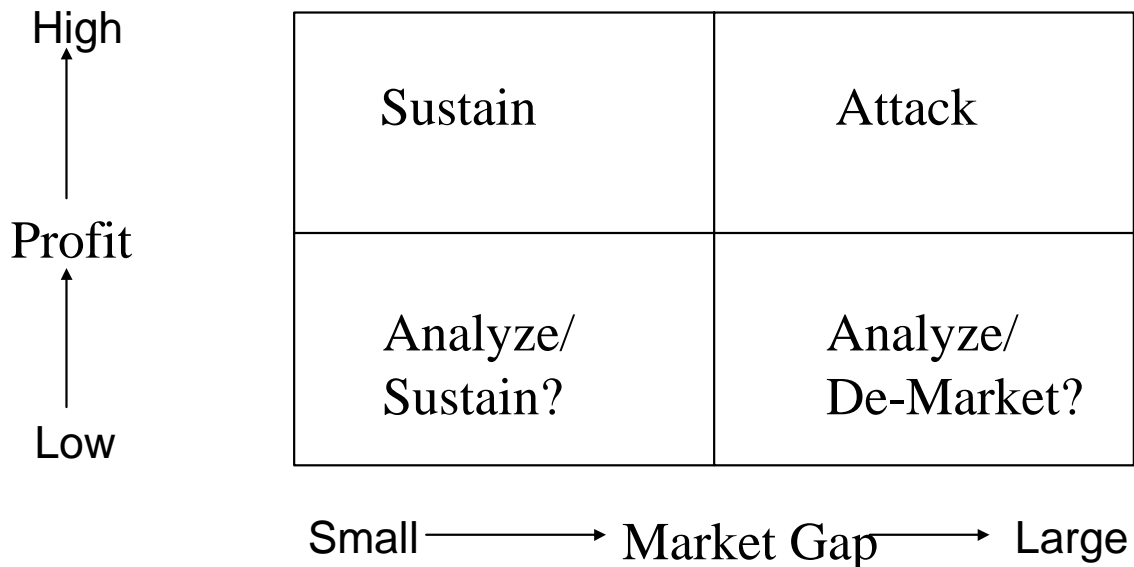 High
Sustain
Attack
Profit
Analyze/
Sustain?
Analyze/
De-Market?
Low
Small
Market Gap
Large